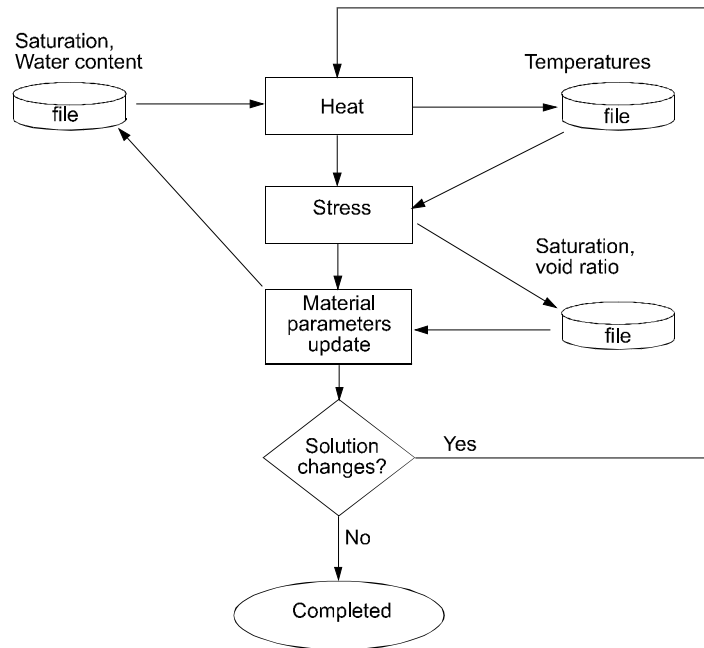 Saturation,
Water content
file
Heat
Temperatures
file
Stress
Saturation,
void ratio
file
Material
parameters
update
Solution
changes?
Yes
No
Completed